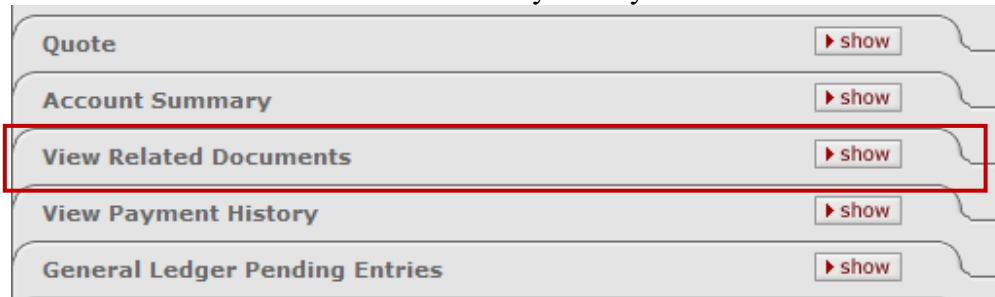 Quote show
Account Summary show
View Related Documents show
View Payment History show
General Ledger Pending Entries show